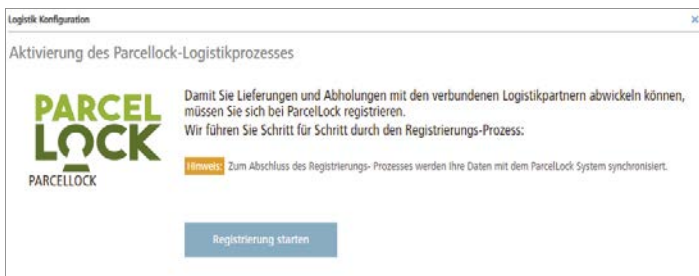 Logistik Konfiguration
Aktivierung des Parcellock-Logistikprozesses
PARCEL
LOCK
PARCELLOCK
Damit Sie Lieferungen und Abholungen mit den verbundenen Logistikpartnern abwickeln können,
müssen Sie sich bei ParcelLock registrieren.
Wir führen Sie Schritt für Schritt durch den Registrierungs-Prozess:
Hinweis: Zum Abschluss des Registrierungs- Prozesses werden Ihre Daten mit dem ParcelLock System synchronisiert.
Registrierung starten